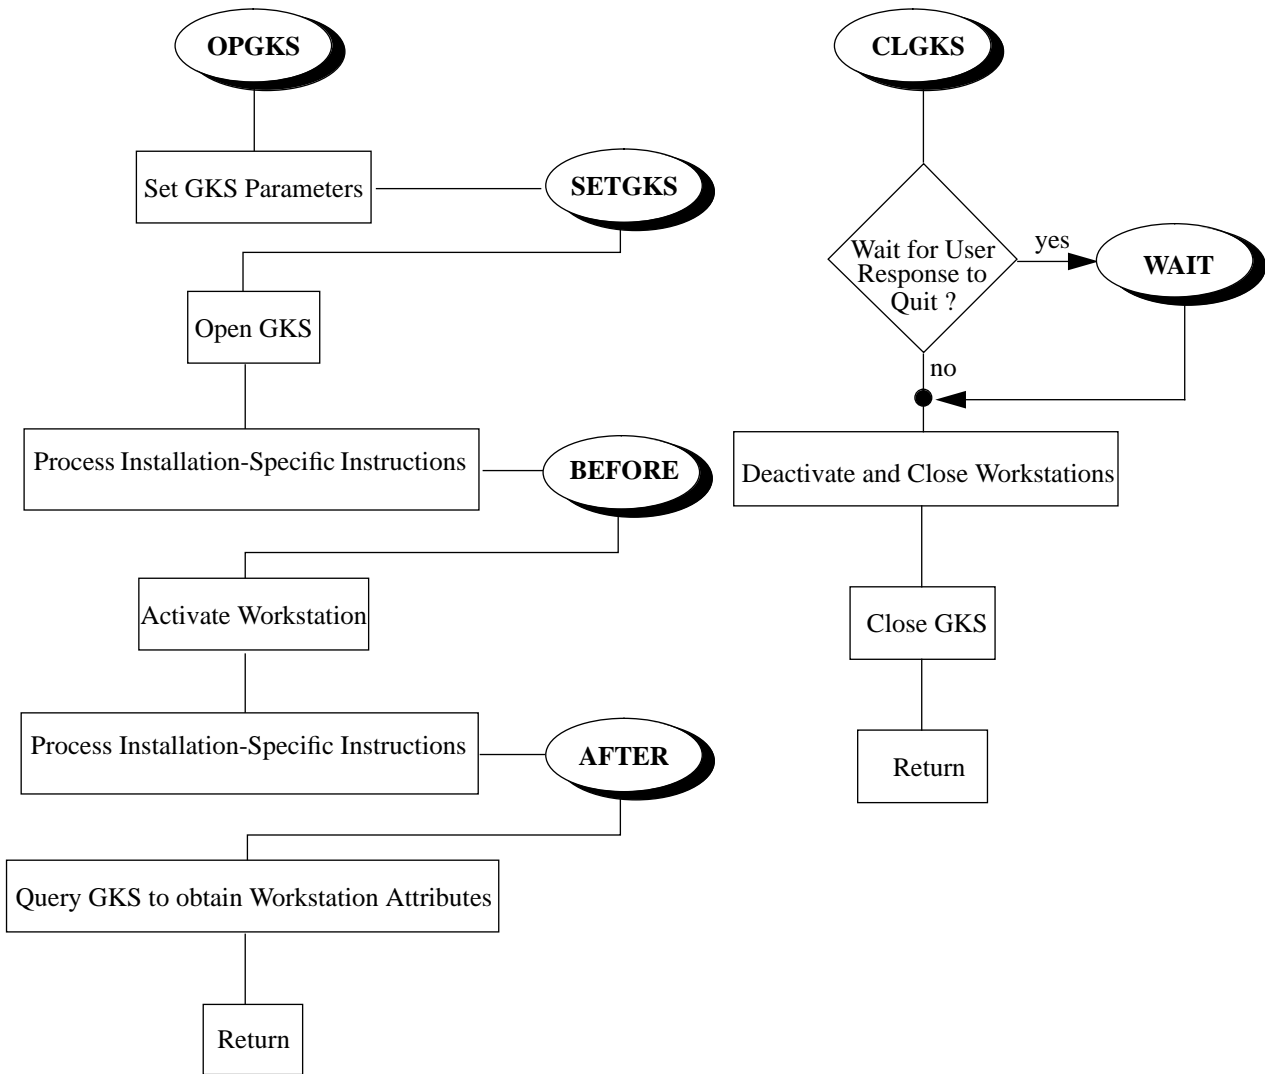 OPGKS
Set GKS Parameters
SETGKS
Open GKS
Process Installation-Specific Instructions
BEFORE
Activate Workstation
Process Installation-Specific Instructions
AFTER
Query GKS to obtain Workstation Attributes
Return
CLGKS
Wait for User
Response to
Quit ?
yes
WAIT
no
Deactivate and Close Workstations
Close GKS
Return